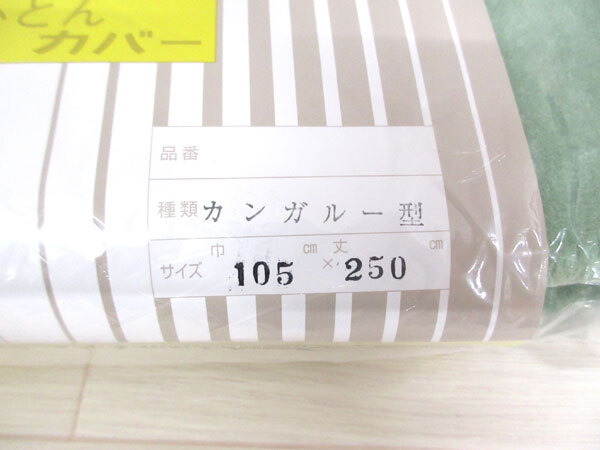 とん
カバー
品番
種類 カンガルー型
サイズ 巾 105 cm × 丈 250 cm